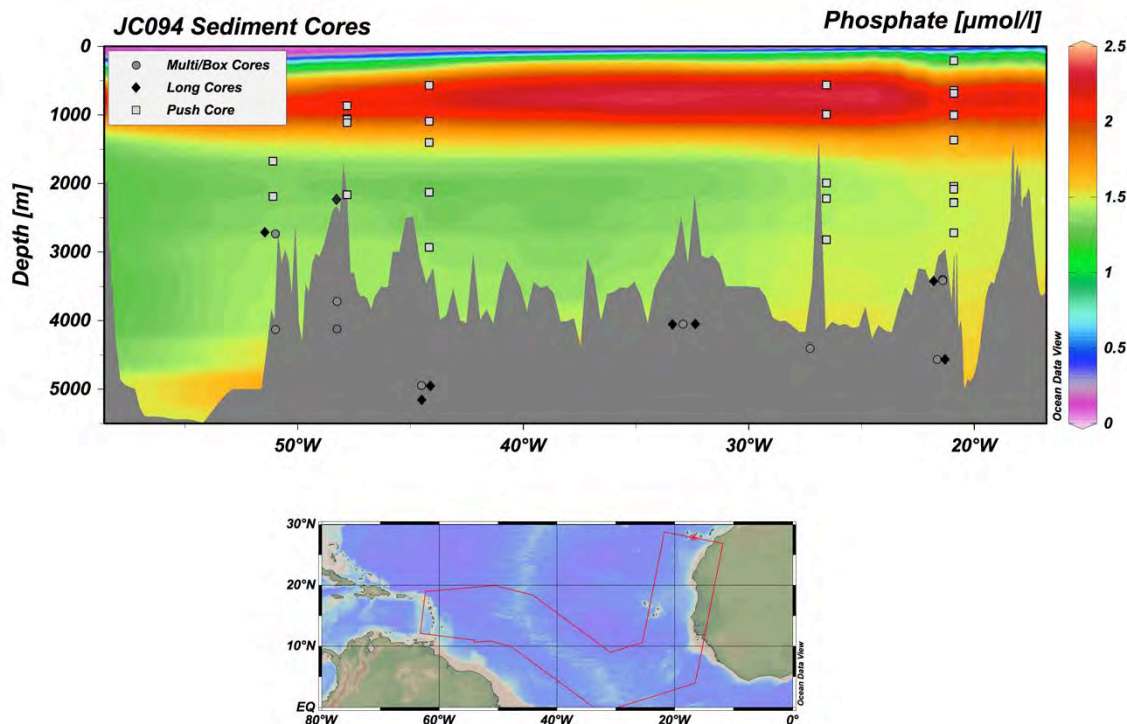 JC094 Sediment Cores
Phosphate [µmol/l]
0
1000
2000
3000
4000
5000
Depth [m]
Multi/Box Cores
Long Cores
Push Core
50°W
40°W
30°W
20°W
Ocean Data View
2.5
2
1.5
1
0.5
0
30°N
20°N
10°N
EQ
80°W
60°W
40°W
20°W
0°
Ocean Data View